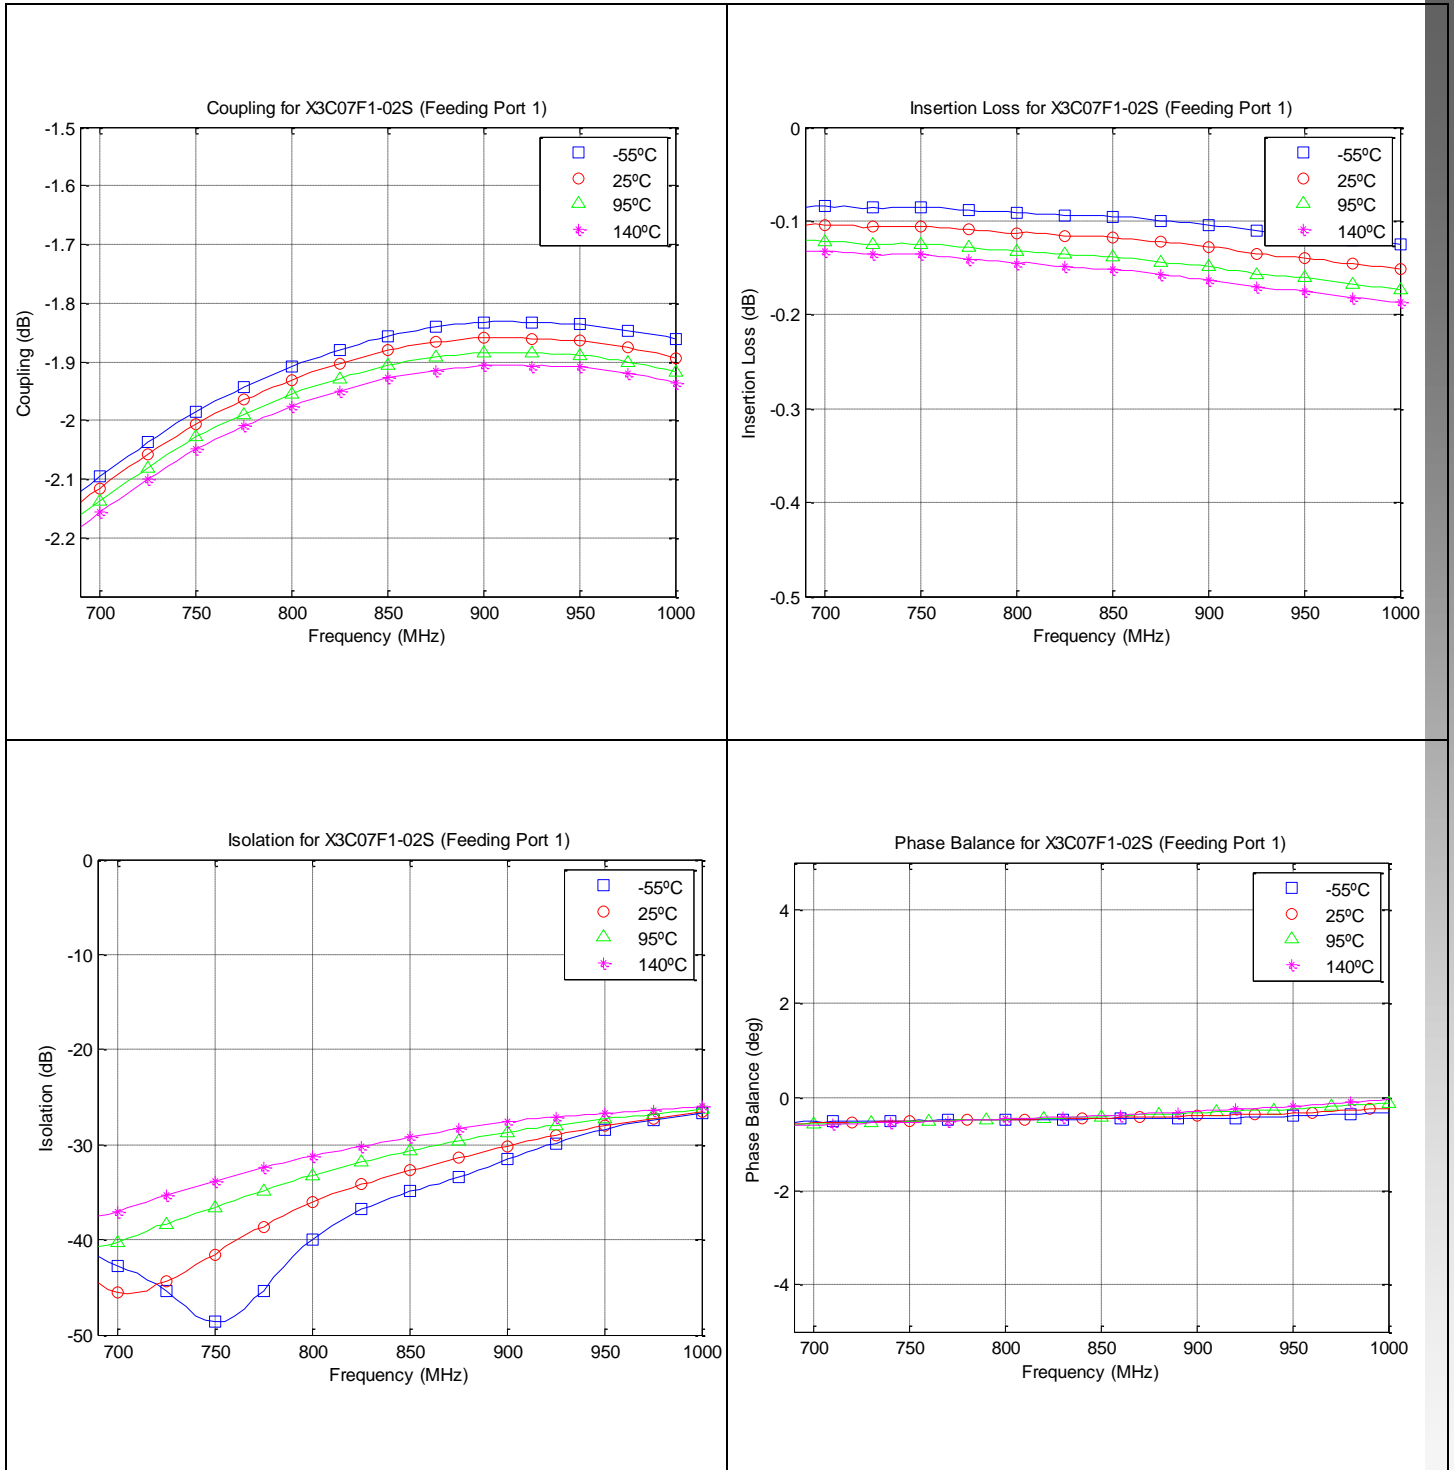 Coupling for X3C07F1-02S (Feeding Port 1)
-1.5
-1.6
-1.7
-1.8
-1.9
-2
-2.1
-2.2
Coupling (dB)
-55ºC
25ºC
95ºC
140ºC
700 750 800 850 900 950 1000
Frequency (MHz)
Insertion Loss for X3C07F1-02S (Feeding Port 1)
0
-0.1
-0.2
-0.3
-0.4
-0.5
Insertion Loss (dB)
-55ºC
25ºC
95ºC
140ºC
700 750 800 850 900 950 1000
Frequency (MHz)
Isolation for X3C07F1-02S (Feeding Port 1)
0
-10
-20
-30
-40
-50
Isolation (dB)
-55ºC
25ºC
95ºC
140ºC
700 750 800 850 900 950 1000
Frequency (MHz)
Phase Balance for X3C07F1-02S (Feeding Port 1)
4
2
0
-2
-4
Phase Balance (deg)
-55ºC
25ºC
95ºC
140ºC
700 750 800 850 900 950 1000
Frequency (MHz)